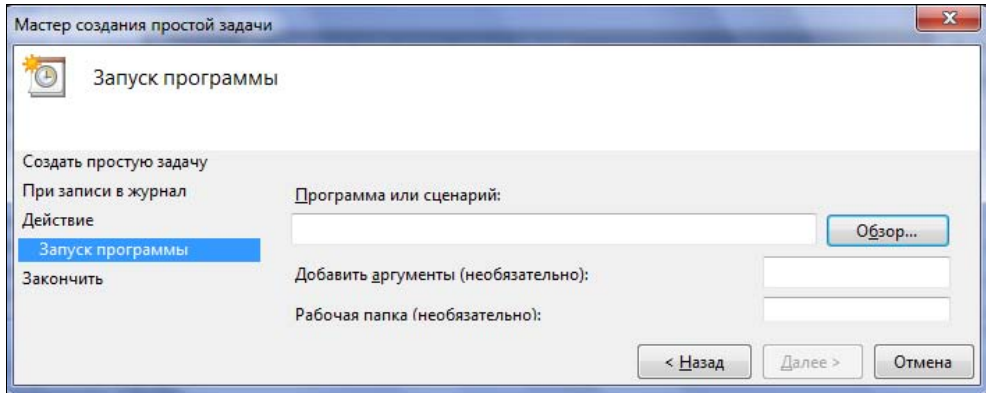 Мастер создания простой задачи
Запуск программы
Создать простую задачу
При записи в журнал
Действие
Запуск программы
Закончить
Программа или сценарий:
Обзор...
Добавить аргументы (необязательно):
Рабочая папка (необязательно):
< Назад
Далее >
Отмена